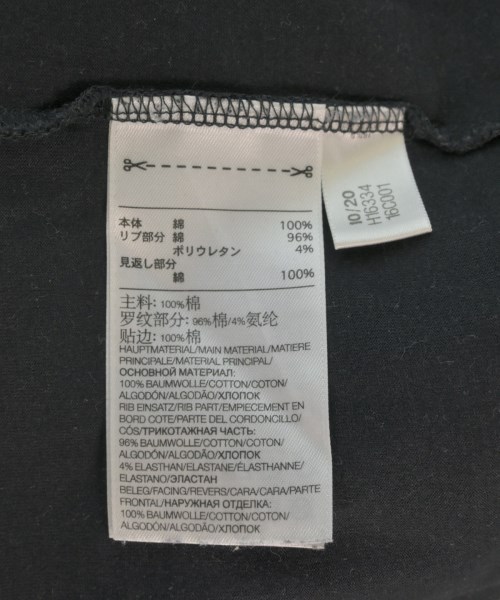 本体 綿 100%
リブ部分 綿 96%
ポリウレタン 4%
見返し部分
綿 100%
主料: 100%棉
罗纹部分: 96%棉/4%氨纶
贴边: 100%棉
HAUPTMATERIAL/MAIN MATERIAL/MATIERE
PRINCIPALE/MATERIAL PRINCIPAL/
ОСНОВНОЙ МАТЕРИАЛ:
100% BAUMWOLLE/COTTON/COTON/
ALGODÓN/ALGODÃO/ХЛОПОК
RIB EINSATZ/RIB PART/EMPIECEMENT EN
BORD COTE/PARTE DEL CORDONCILLO/
CÓS/ТРИКОТАЖНАЯ ЧАСТЬ:
96% BAUMWOLLE/COTTON/COTON/
ALGODÓN/ALGODÃO/ХЛОПОК
4% ELASTHAN/ELASTANE/ÉLASTHANNE/
ELASTANO/ЭЛАСТАН
BELEG/FACING/REVERS/CARA/CARA/PARTE
FRONTAL/НАРУЖНАЯ ОТДЕЛКА:
100% BAUMWOLLE/COTTON/COTON/
ALGODÓN/ALGODÃO/ХЛОПОК
10/20
H16334
16C001